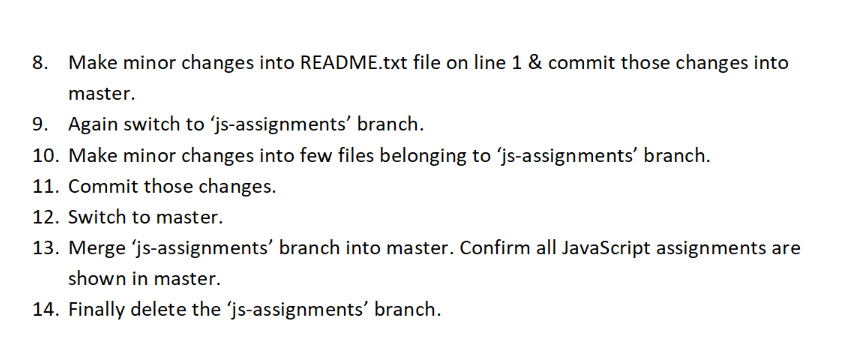 8. Make minor changes into README.txt file on line 1 & commit those changes into
master.
9. Again switch to ‘js-assignments’ branch.
10. Make minor changes into few files belonging to ‘js-assignments’ branch.
11. Commit those changes.
12. Switch to master.
13. Merge ‘js-assignments’ branch into master. Confirm all JavaScript assignments are
shown in master.
14. Finally delete the ‘js-assignments’ branch.